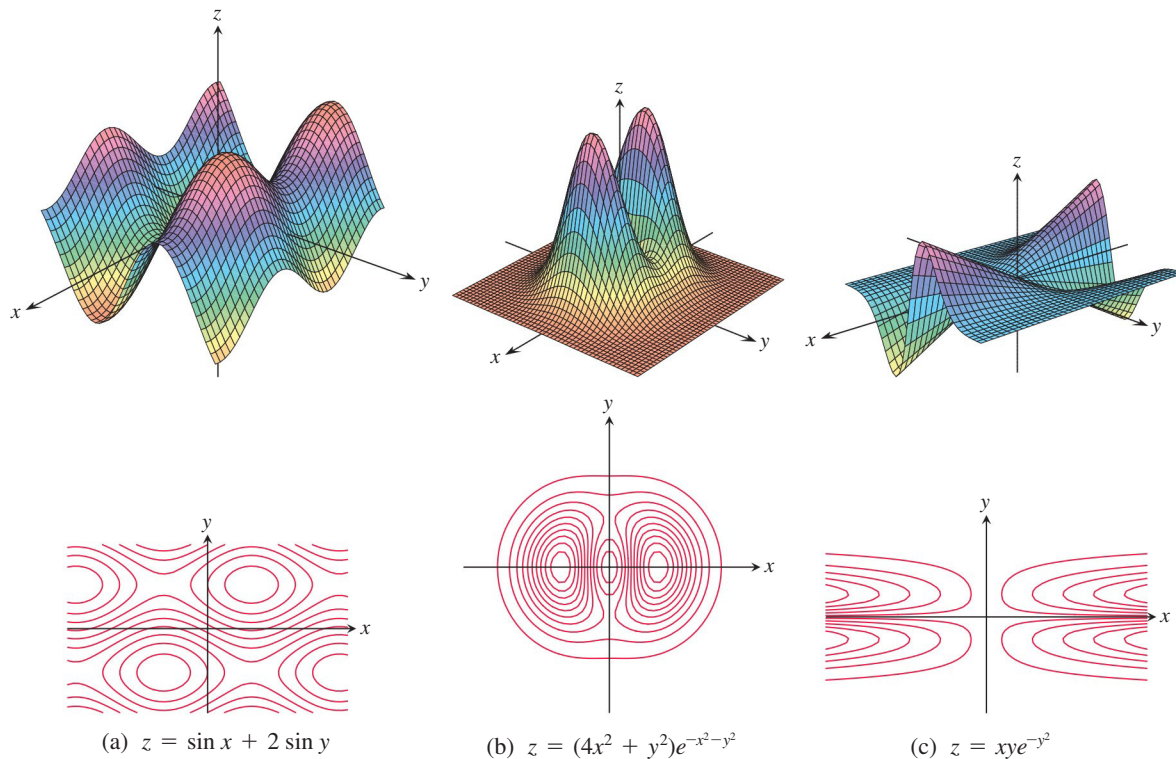 z
x
y
z
x
y
z
x
y
y
x
y
x
y
x
(a) z = sin x + 2 sin y
(b) z = (4x² + y²)e^{-x²-y²}
(c) z = xye^{-y²}